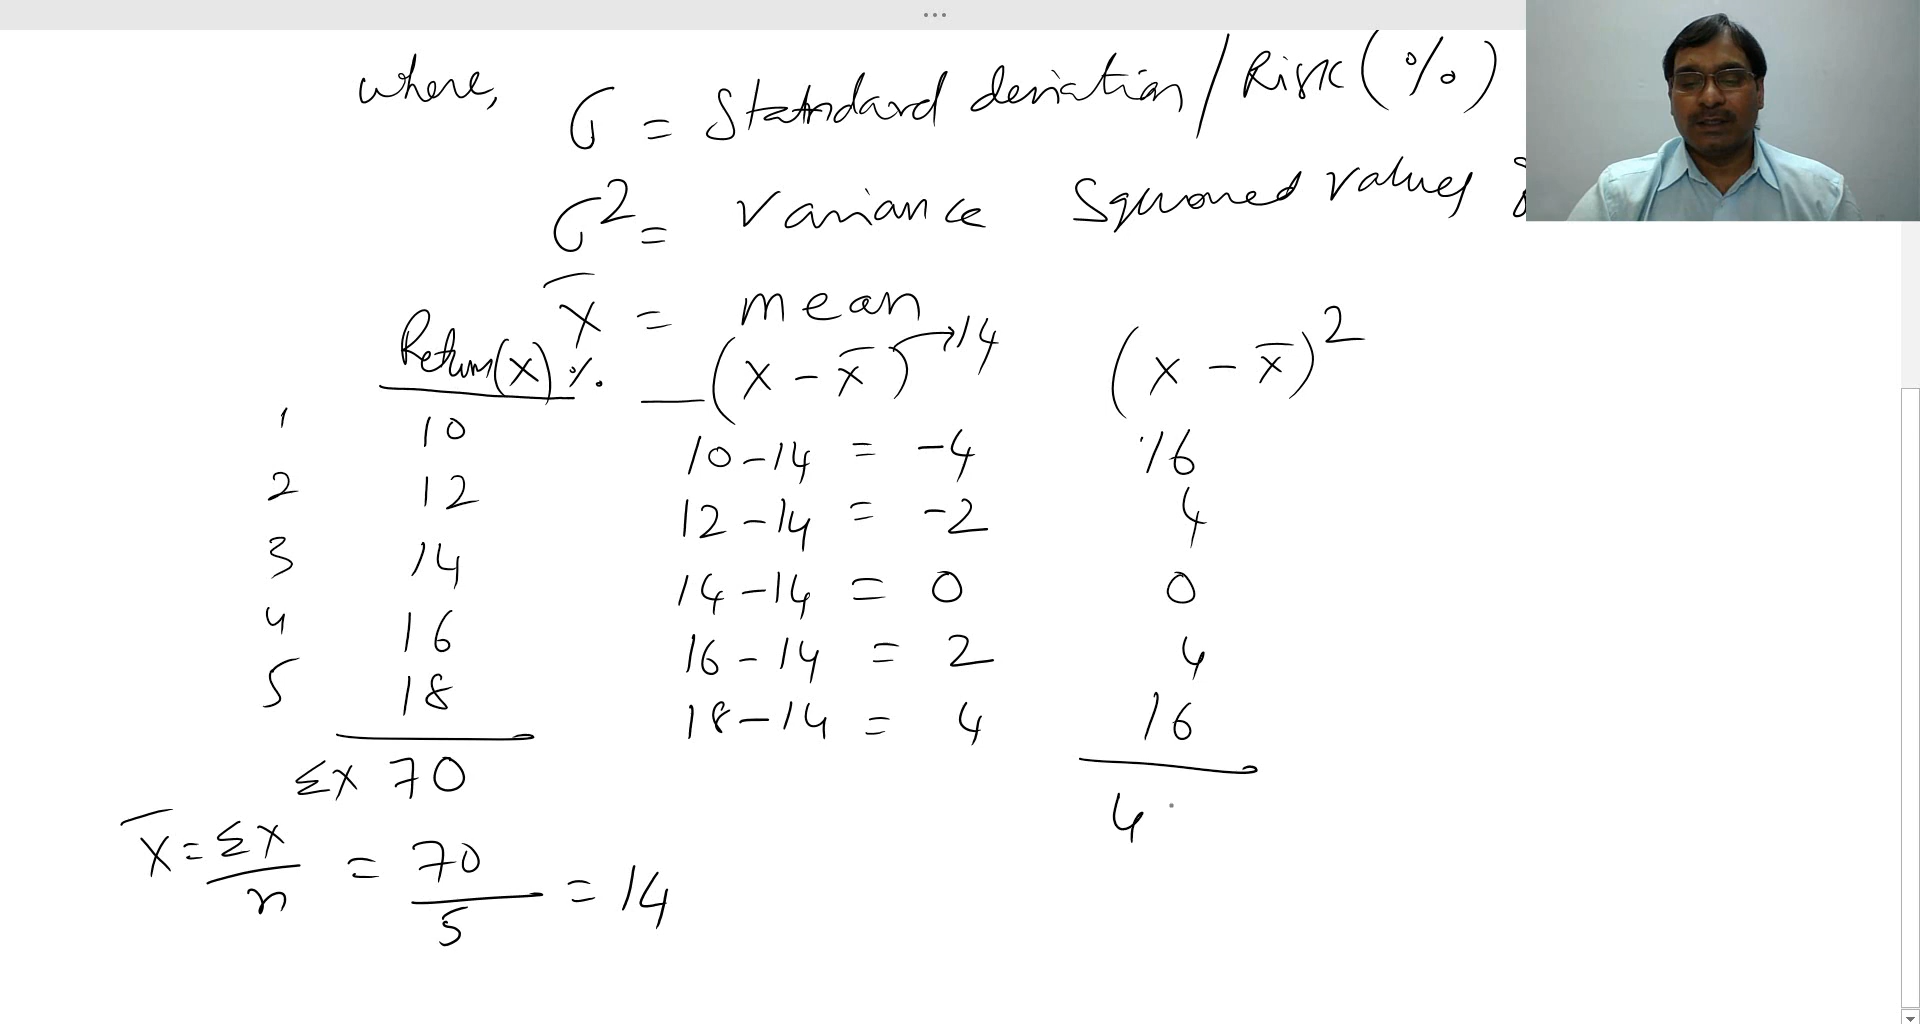 where, σ = Standard deviation / Risk (%)
σ² = variance Squared values
x̄ = mean
Return(x) % (x - x̄) → 14 (x - x̄)²
1 10 10-14 = -4 16
2 12 12-14 = -2 4
3 14 14-14 = 0 0
4 16 16-14 = 2 4
5 18 18-14 = 4 16
Σx 70 4
x̄ = Σx/n = 70/5 = 14